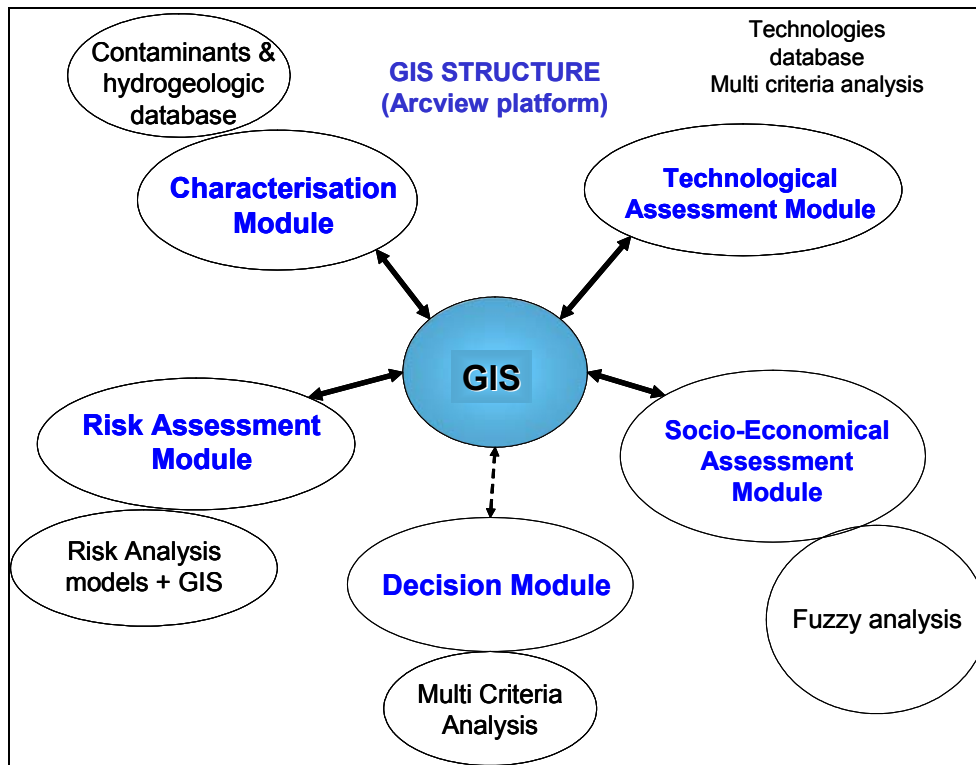 Contaminants &
hydrogeologic
database
GIS STRUCTURE
(Arcview platform)
Technologies
database
Multi criteria analysis
Characterisation
Module
Technological
Assessment Module
GIS
Risk Assessment
Module
Socio-Economical
Assessment
Module
Risk Analysis
models + GIS
Decision Module
Fuzzy analysis
Multi Criteria
Analysis